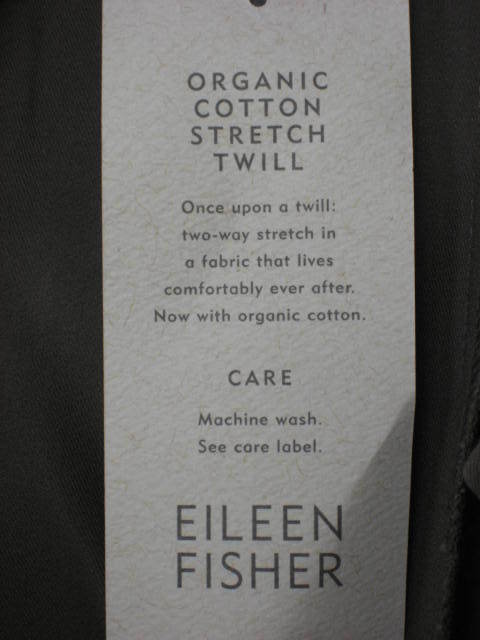 ORGANIC
COTTON
STRETCH
TWILL
Once upon a twill:
two-way stretch in
a fabric that lives
comfortably ever after.
Now with organic cotton.
CARE
Machine wash.
See care label.
EILEEN
FISHER